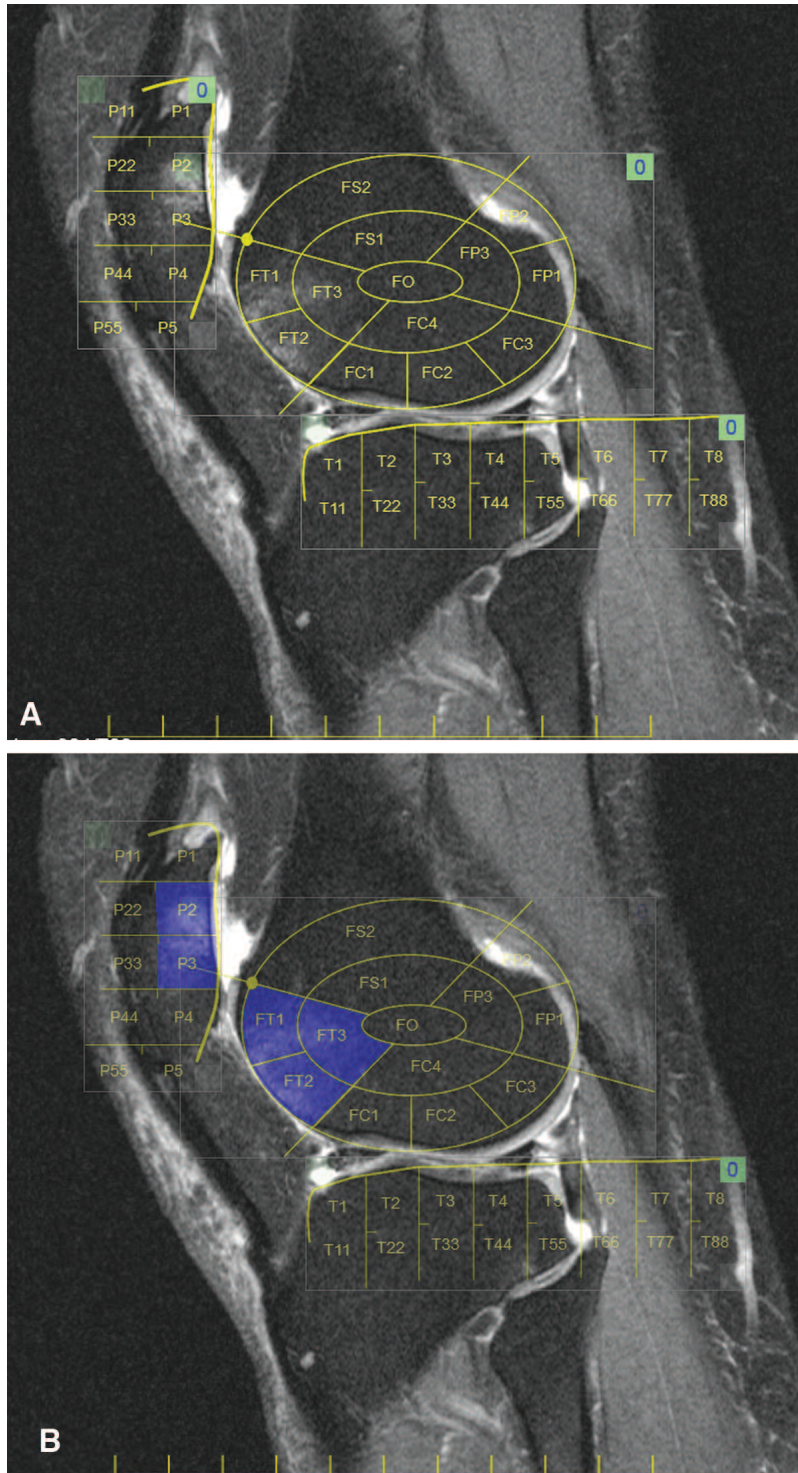 0
P11 P1
P22 P2
0
FS2
FP2
P33 P3
FS1
FP3
FT1
FO
FP1
P44 P4
FT3
FC4
P55 P5
FT2
FC3
FC1 FC2
0
T1 T2 T3 T4 T5 T6 T7 T8
T11 T22 T33 T44 T55 T66 T77 T88
A
P11 P1
P22 P2
FS2
FP2
P33 P3
FS1
FP3
FT1
FO
FP1
P44 P4
FT3
FC4
P55 P5
FT2
FC3
FC1 FC2
0
T1 T2 T3 T4 T5 T6 T7 T8
T11 T22 T33 T44 T55 T66 T77 T88
B